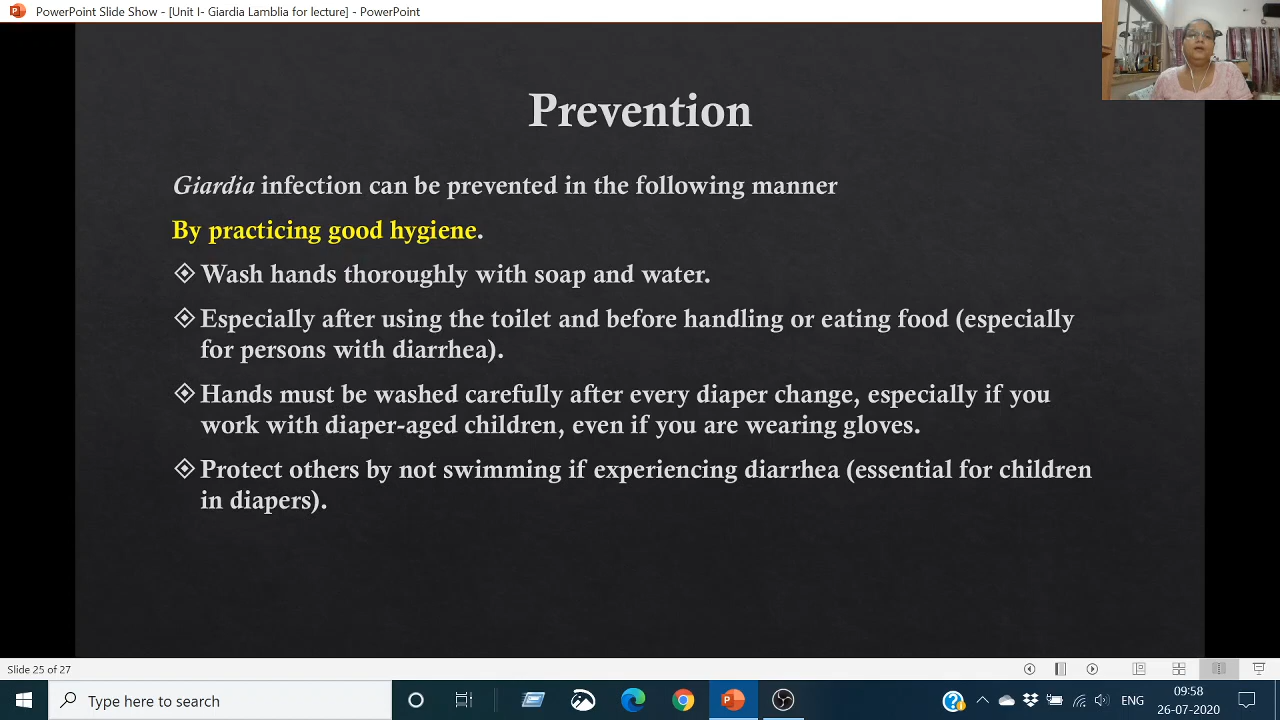 PowerPoint Slide Show - [Unit I- Giardia Lamblia for lecture] - PowerPoint
Prevention
Giardia infection can be prevented in the following manner
By practicing good hygiene.
Wash hands thoroughly with soap and water.
Especially after using the toilet and before handling or eating food (especially
for persons with diarrhea).
Hands must be washed carefully after every diaper change, especially if you
work with diaper-aged children, even if you are wearing gloves.
Protect others by not swimming if experiencing diarrhea (essential for children
in diapers).
Slide 25 of 27
Type here to search
ENG
09:58
26-07-2020